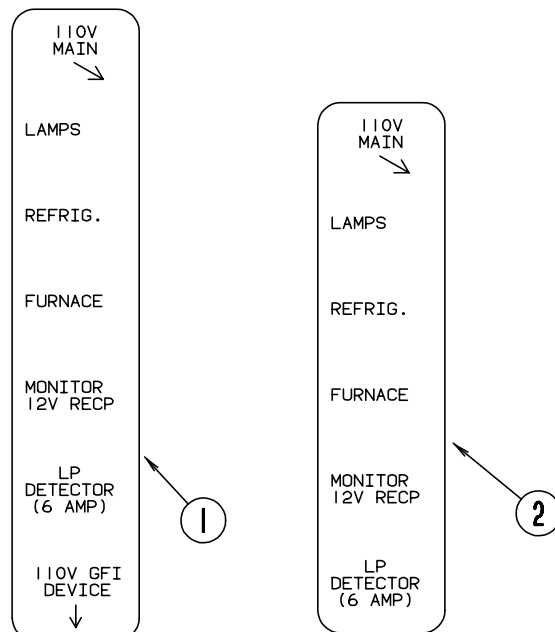 110V
MAIN
LAMPS
REFRIG.
FURNACE
MONITOR
12V RECP
LP
DETECTOR
(6 AMP)
110V GFI
DEVICE
1
110V
MAIN
LAMPS
REFRIG.
FURNACE
MONITOR
12V RECP
LP
DETECTOR
(6 AMP)
2